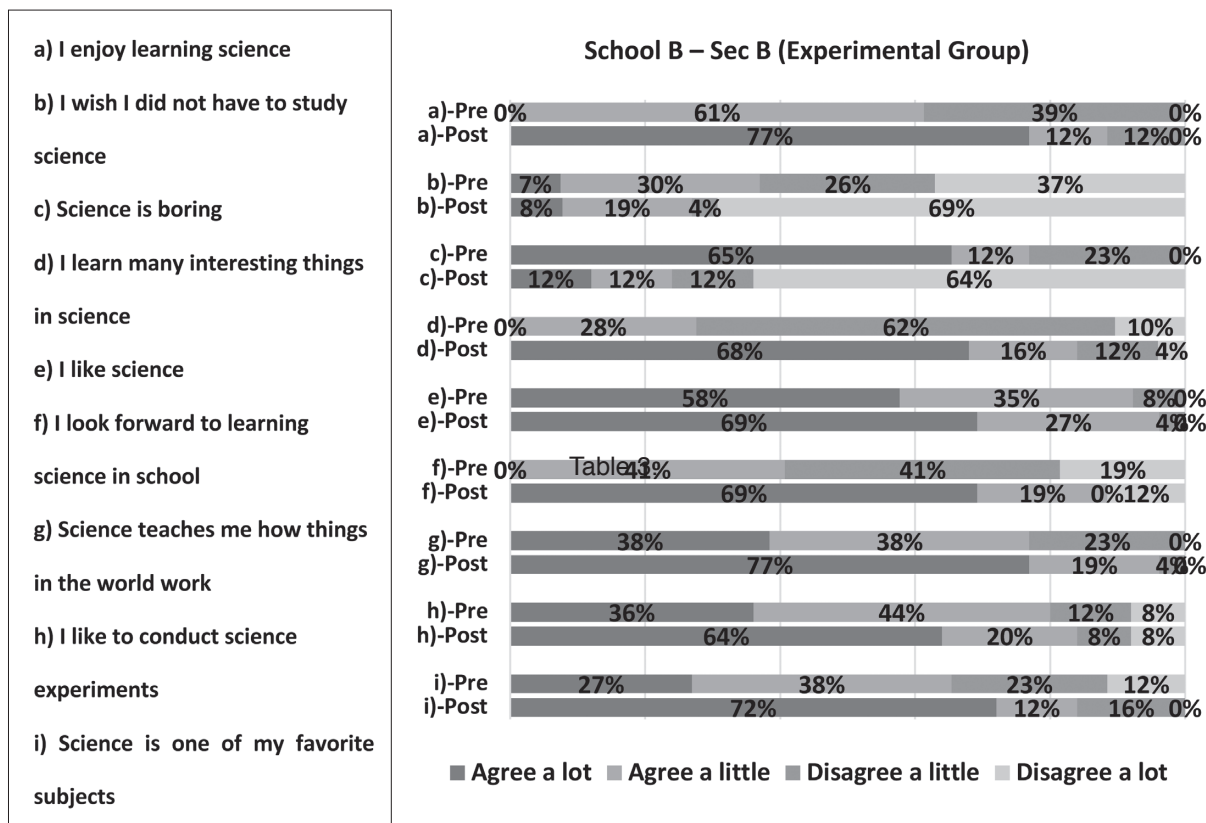 a) I enjoy learning science
b) I wish I did not have to study
science
c) Science is boring
d) I learn many interesting things
in science
e) I like science
f) I look forward to learning
science in school
g) Science teaches me how things
in the world work
h) I like to conduct science
experiments
i) Science is one of my favorite
subjects
School B – Sec B (Experimental Group)
a)-Pre 0% 61% 39% 0%
a)-Post 77% 12% 12% 0%
b)-Pre 7% 30% 26% 37%
b)-Post 8% 19% 4% 69%
c)-Pre 65% 12% 23% 0%
c)-Post 12% 12% 12% 64%
d)-Pre 0% 28% 62% 10%
d)-Post 68% 16% 12% 4%
e)-Pre 58% 35% 8% 0%
e)-Post 69% 27% 4% 0%
f)-Pre 0% Table 3. 41% 41% 19%
f)-Post 69% 19% 0% 12%
g)-Pre 38% 38% 23% 0%
g)-Post 77% 19% 4% 0%
h)-Pre 36% 44% 12% 8%
h)-Post 64% 20% 8% 8%
i)-Pre 27% 38% 23% 12%
i)-Post 72% 12% 16% 0%
Agree a lot Agree a little Disagree a little Disagree a lot